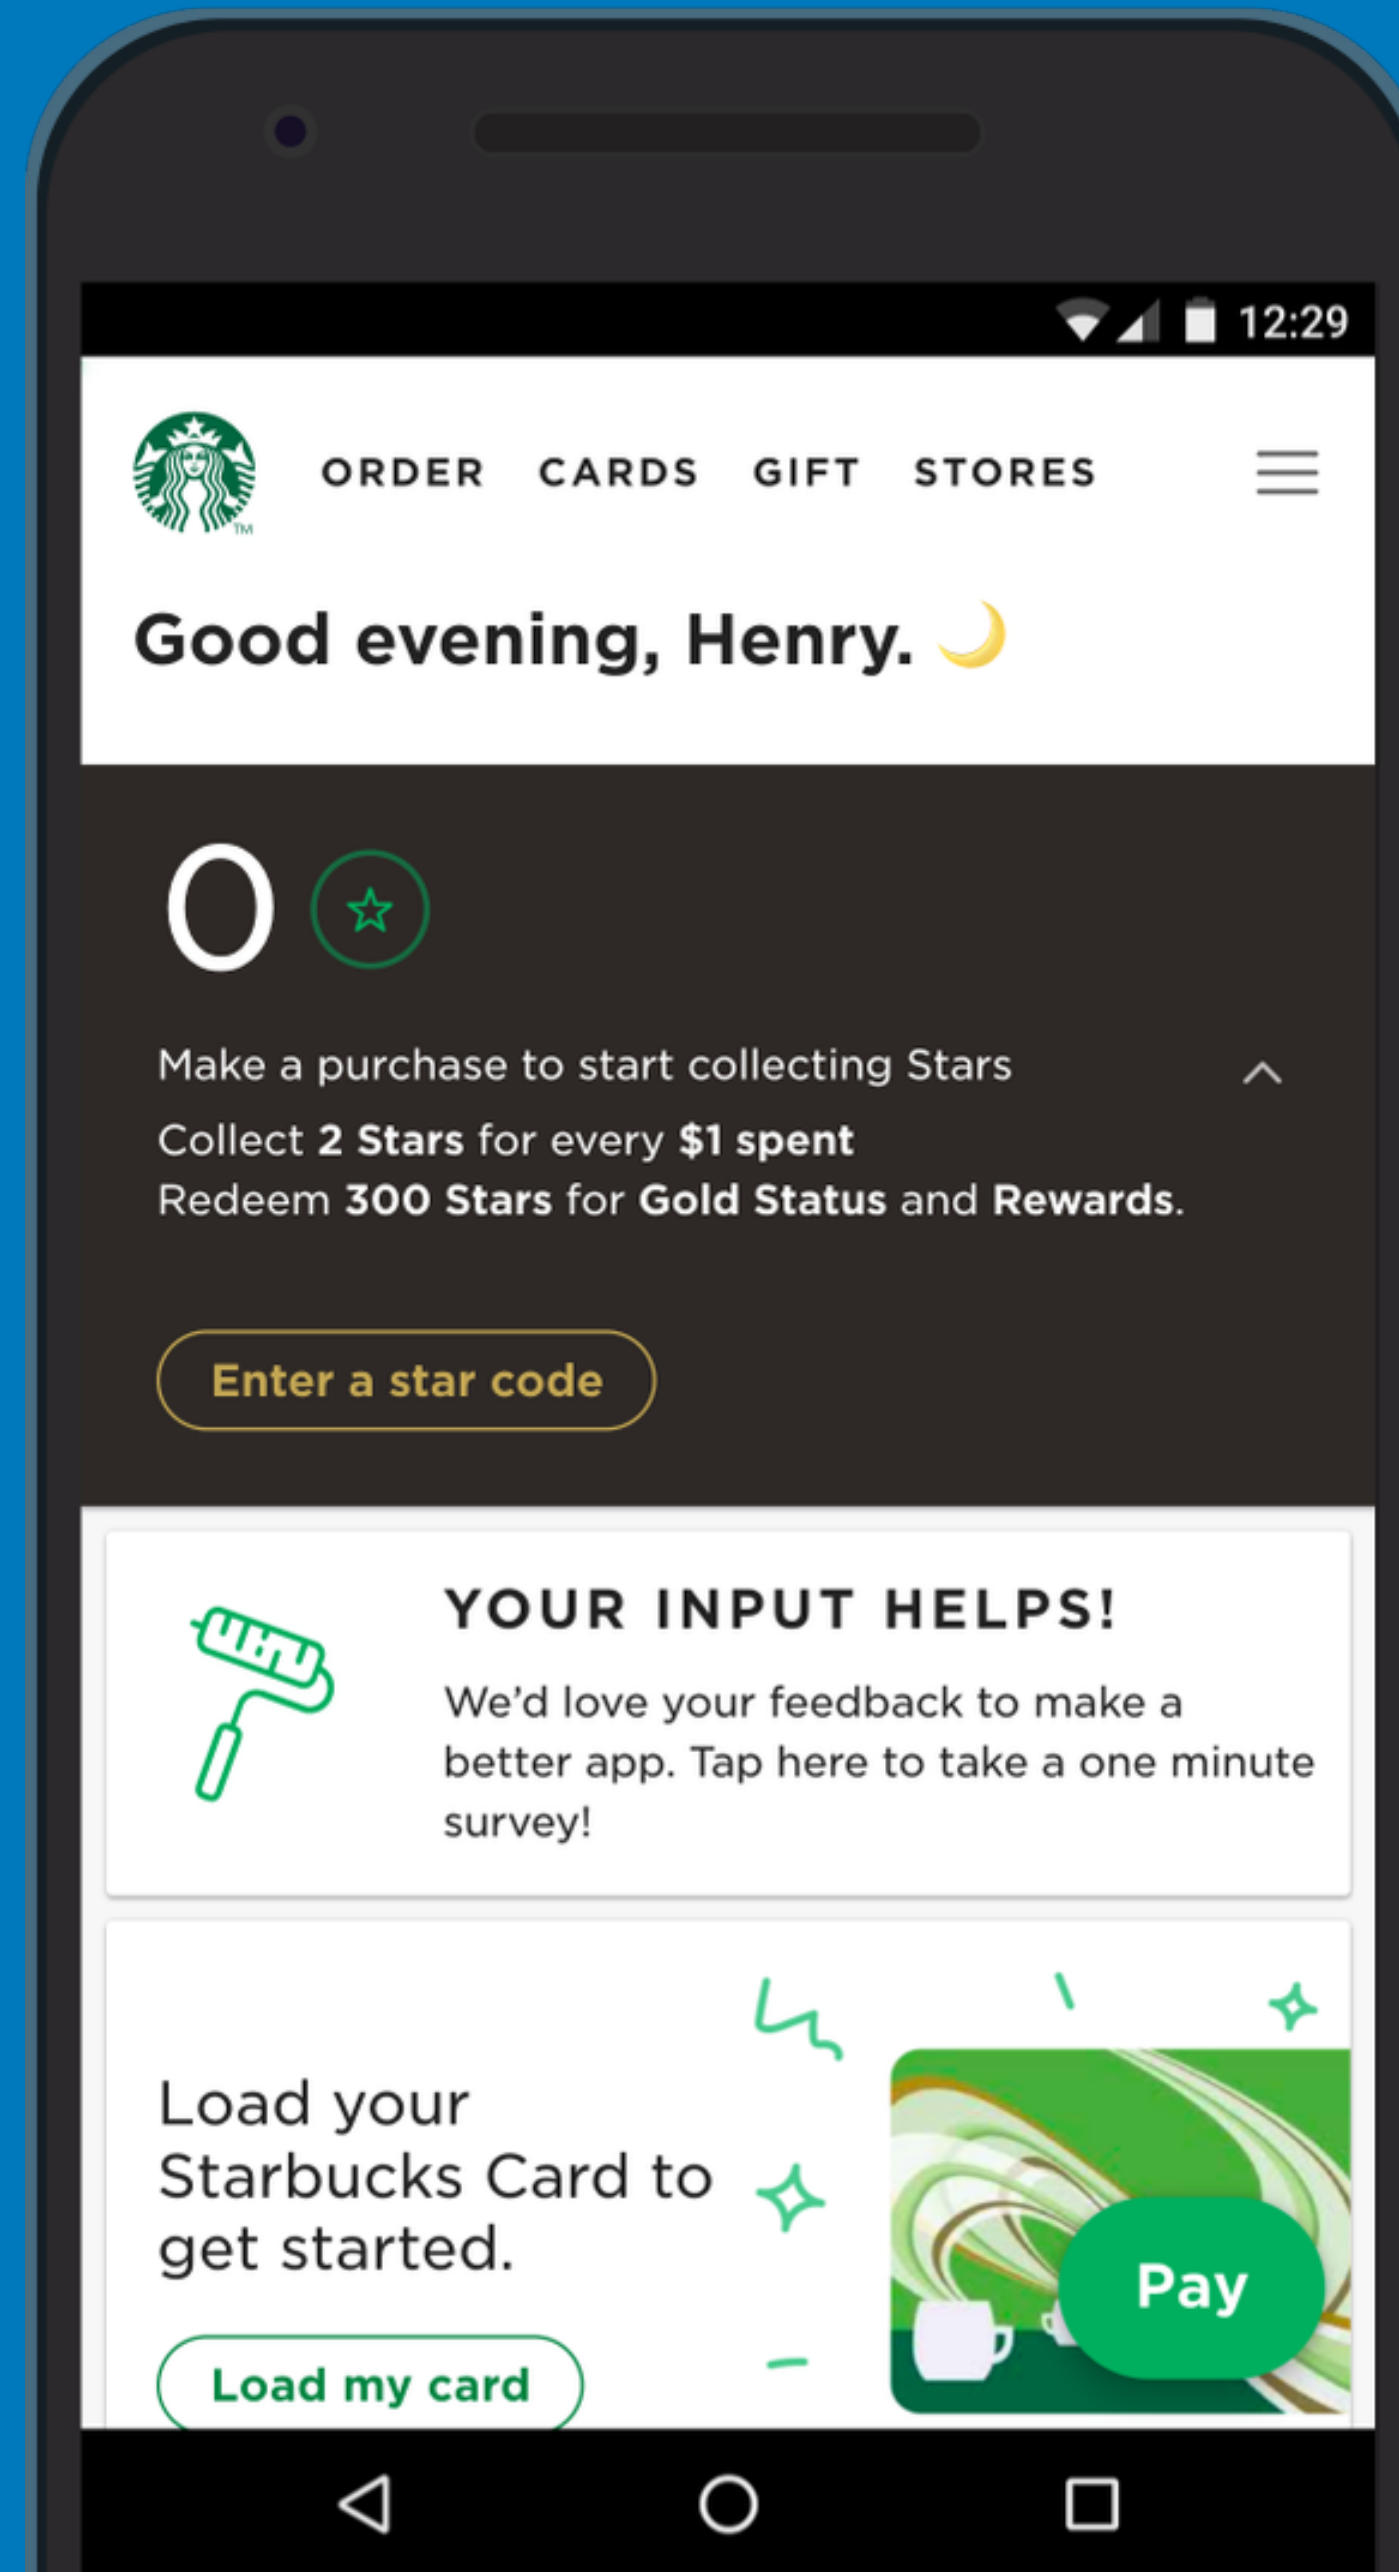 12:29
ORDER CARDS GIFT STORES
TM
Good evening, Henry. 🌙
0
Make a purchase to start collecting Stars
Collect 2 Stars for every $1 spent
Redeem 300 Stars for Gold Status and Rewards.
Enter a star code
YOUR INPUT HELPS!
We’d love your feedback to make a
better app. Tap here to take a one minute
survey!
Load your
Starbucks Card to
get started.
Pay
Load my card